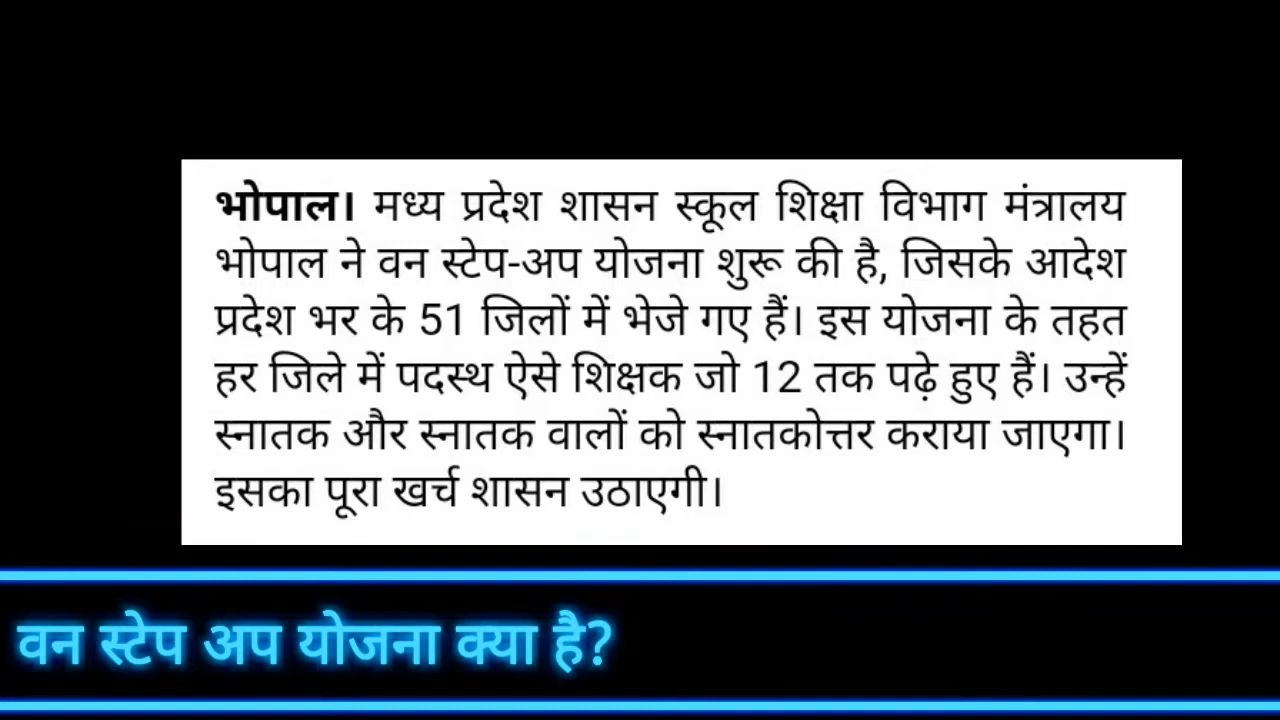 भोपाल। मध्य प्रदेश शासन स्कूल शिक्षा विभाग मंत्रालय
भोपाल ने वन स्टेप-अप योजना शुरू की है, जिसके आदेश
प्रदेश भर के 51 जिलों में भेजे गए हैं। इस योजना के तहत
हर जिले में पदस्थ ऐसे शिक्षक जो 12 तक पढ़े हुए हैं। उन्हें
स्नातक और स्नातक वालों को स्नातकोत्तर कराया जाएगा।
इसका पूरा खर्च शासन उठाएगी।
वन स्टेप अप योजना क्या है?